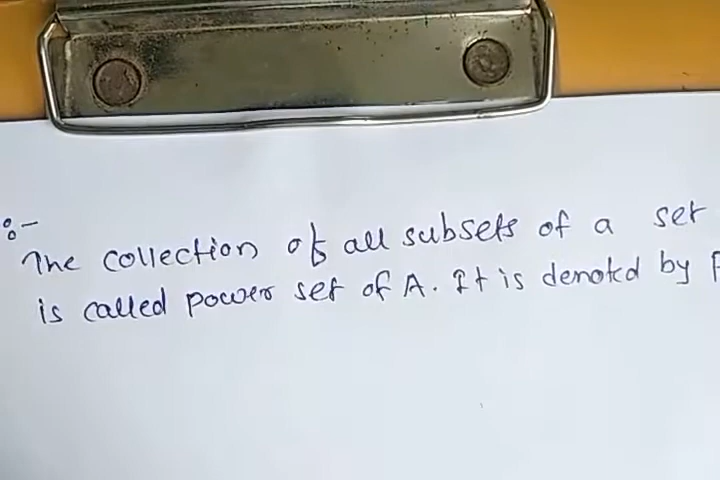 :-
The collection of all subsets of a set
is called power set of A. It is denoted by